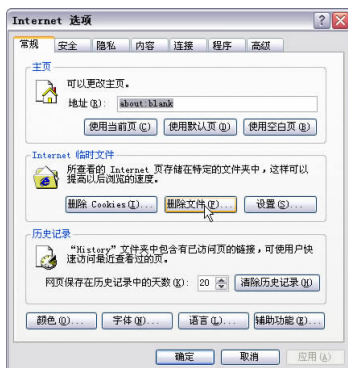 Internet 选项
常规 安全 隐私 内容 连接 程序 高级
主页
可以更改主页。
地址(R): about:blank
使用当前页(C) 使用默认页(D) 使用空白页(B)
Internet 临时文件
所查看的 Internet 页存储在特定的文件夹中，这样可以
提高以后浏览的速度。
删除 Cookies(I)... 删除文件(F)... 设置(S)...
历史记录
“History”文件夹中包含有已访问页的链接，可使用户快
速访问最近查看过的页。
网页保存在历史记录中的天数(K): 20 清除历史记录(H)
颜色(O)... 字体(N)... 语言(L)... 辅助功能(E)...
确定 取消 应用(A)